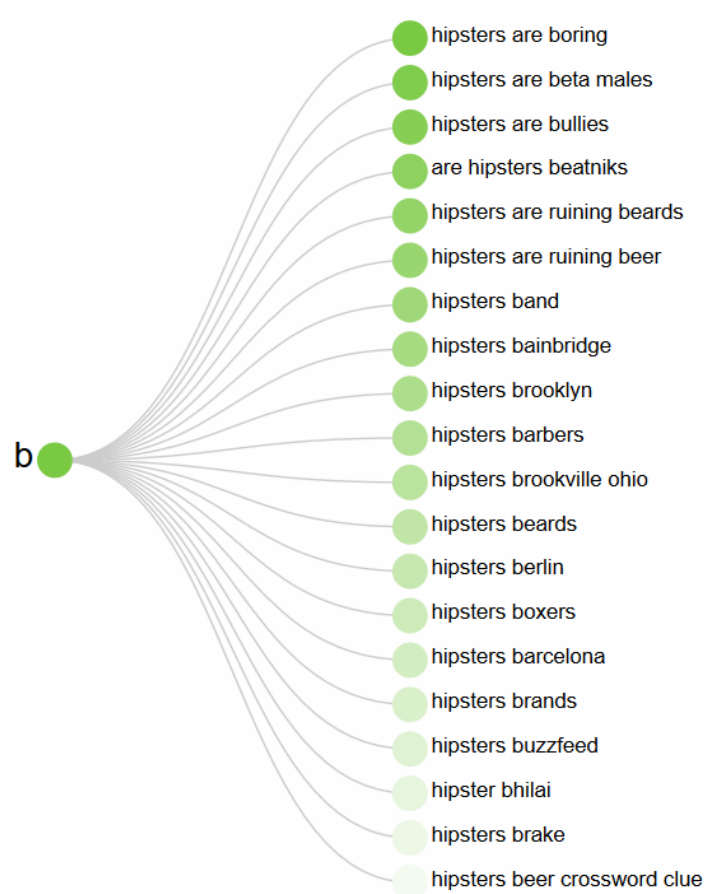 hipsters are boring
hipsters are beta males
hipsters are bullies
are hipsters beatniks
hipsters are ruining beards
hipsters are ruining beer
hipsters band
hipsters bainbridge
hipsters brooklyn
hipsters barbers
b
hipsters brookville ohio
hipsters beards
hipsters berlin
hipsters boxers
hipsters barcelona
hipsters brands
hipsters buzzfeed
hipster bhilai
hipsters brake
hipsters beer crossword clue